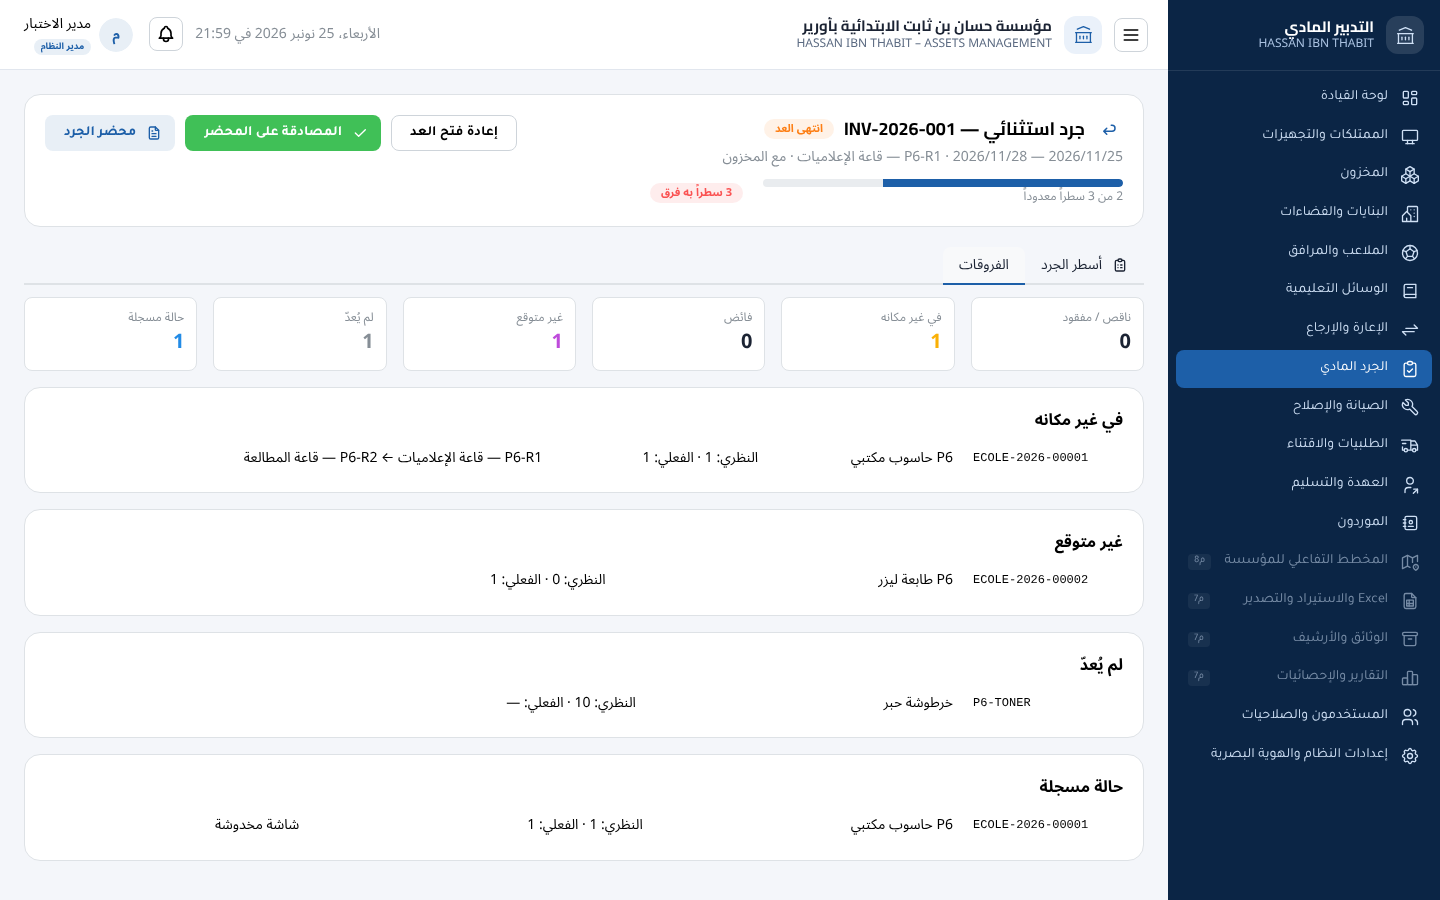 التدبير المادي
HASSAN IBN THABIT
لوحة القيادة
الممتلكات والتجهيزات
المخزون
البنايات والفضاءات
الملاعب والمرافق
الوسائل التعليمية
الإعارة والإرجاع
الجرد المادي
الصيانة والإصلاح
الطلبيات والاقتناء
العهدة والتسليم
الموردون
المخطط التفاعلي للمؤسسة م8
Excel والاستيراد والتصدير م7
الوثائق والأرشيف م7
التقارير والإحصائيات م7
المستخدمون والصلاحيات
إعدادات النظام والهوية البصرية
مؤسسة حسان بن ثابت الابتدائية بأورير
HASSAN IBN THABIT – ASSETS MANAGEMENT
الأربعاء، 25 نونبر 2026 في 21:59
م
مدير الاختبار
مدير النظام
جرد استثنائي — INV-2026-001 انتهى العد
2026/11/25 — 2026/11/28 · P6-R1 — قاعة الإعلاميات · مع المخزون
2 من 3 سطراً معدوداً
3 سطراً به فرق
إعادة فتح العد
المصادقة على المحضر
محضر الجرد
أسطر الجرد
الفروقات
ناقص / مفقود
0
في غير مكانه
1
فائض
0
غير متوقع
1
لم يُعدّ
1
حالة مسجلة
1
في غير مكانه
ECOLE-2026-00001 P6 حاسوب مكتبي النظري: 1 · الفعلي: 1 P6-R1 — قاعة الإعلاميات ← P6-R2 — قاعة المطالعة
غير متوقع
ECOLE-2026-00002 P6 طابعة ليزر النظري: 0 · الفعلي: 1
لم يُعدّ
P6-TONER خرطوشة حبر النظري: 10 · الفعلي: —
حالة مسجلة
ECOLE-2026-00001 P6 حاسوب مكتبي النظري: 1 · الفعلي: 1 شاشة مخدوشة